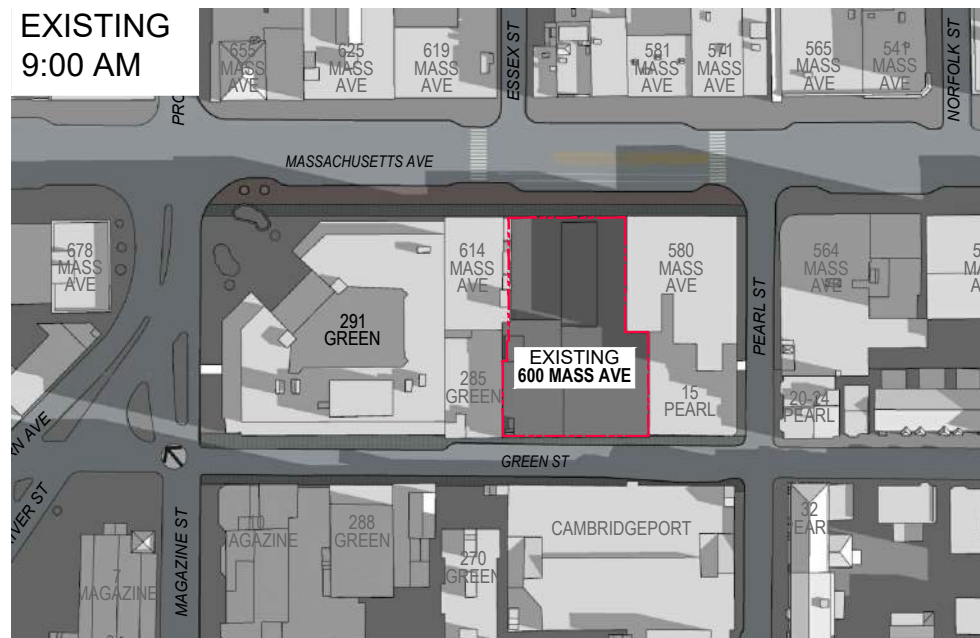 EXISTING
9:00 AM
655
MASS
AVE
625
MASS
AVE
619
MASS
AVE
ESSEX ST
581
MASS
AVE
571
MASS
AVE
565
MASS
AVE
541
MASS
AVE
NORFOLK ST
MASSACHUSETTS AVE
678
MASS
AVE
614
MASS
AVE
580
MASS
AVE
564
MASS
AVE
PEARL ST
291
GREEN
EXISTING
600 MASS AVE
285
GREEN
15
PEARL
20-24
PEARL
GREEN ST
MAGAZINE ST
288
GREEN
270
GREEN
CAMBRIDGEPORT
32
7
MAGAZINE